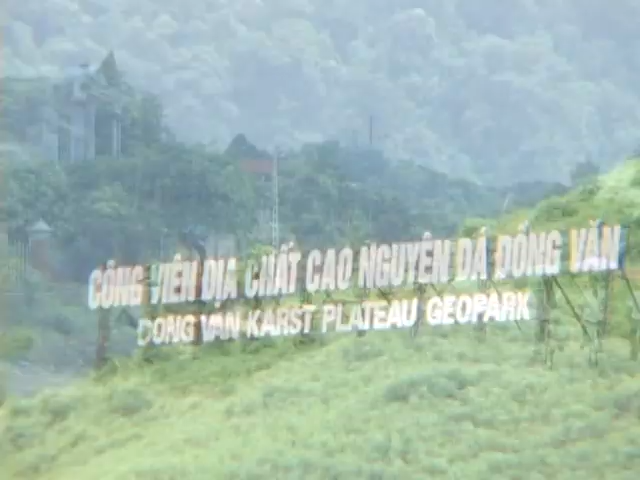 CÔNG VIÊN ĐỊA CHẤT CAO NGUYÊN ĐÁ ĐỒNG VĂN
DONG VAN KARST PLATEAU GEOPARK